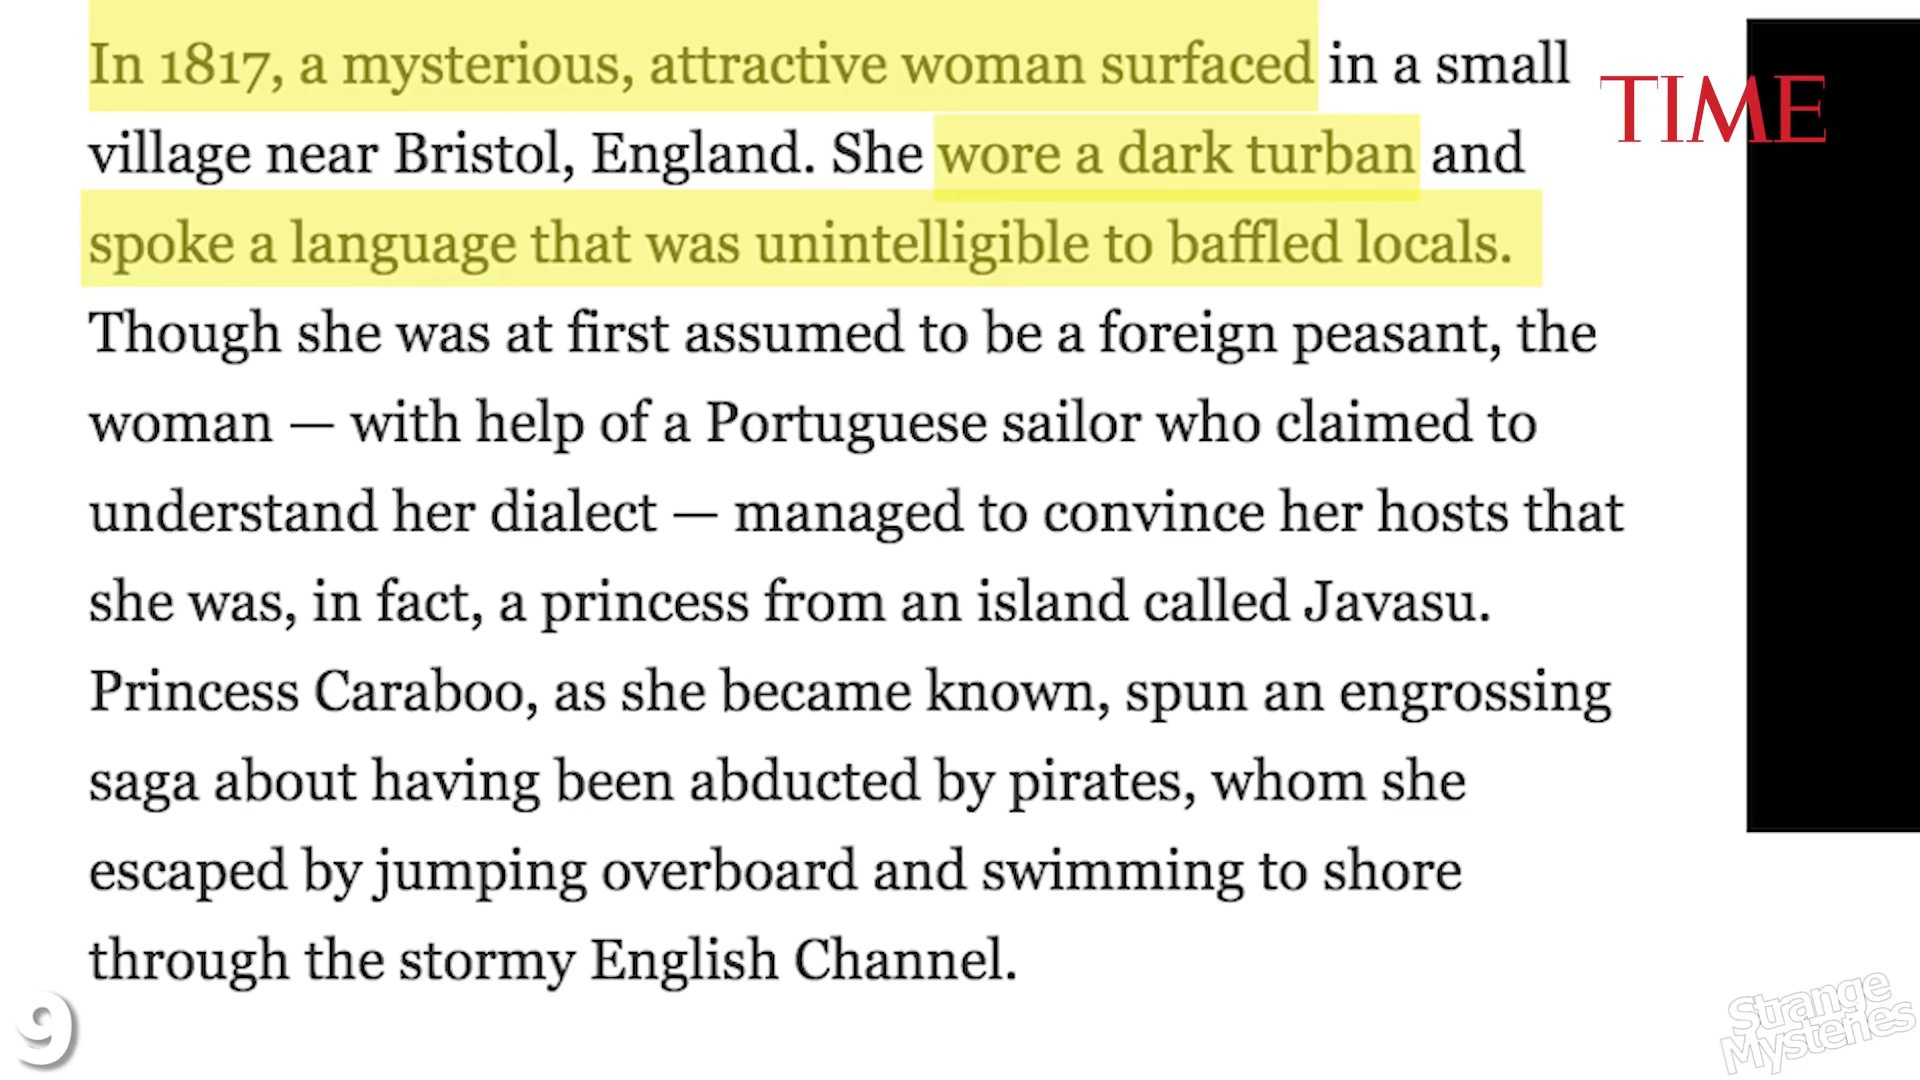 In 1817, a mysterious, attractive woman surfaced in a small
TIME
village near Bristol, England. She wore a dark turban and
spoke a language that was unintelligible to baffled locals.
Though she was at first assumed to be a foreign peasant, the
woman — with help of a Portuguese sailor who claimed to
understand her dialect — managed to convince her hosts that
she was, in fact, a princess from an island called Javasu.
Princess Caraboo, as she became known, spun an engrossing
saga about having been abducted by pirates, whom she
escaped by jumping overboard and swimming to shore
through the stormy English Channel.
9
Strange
Mysteries